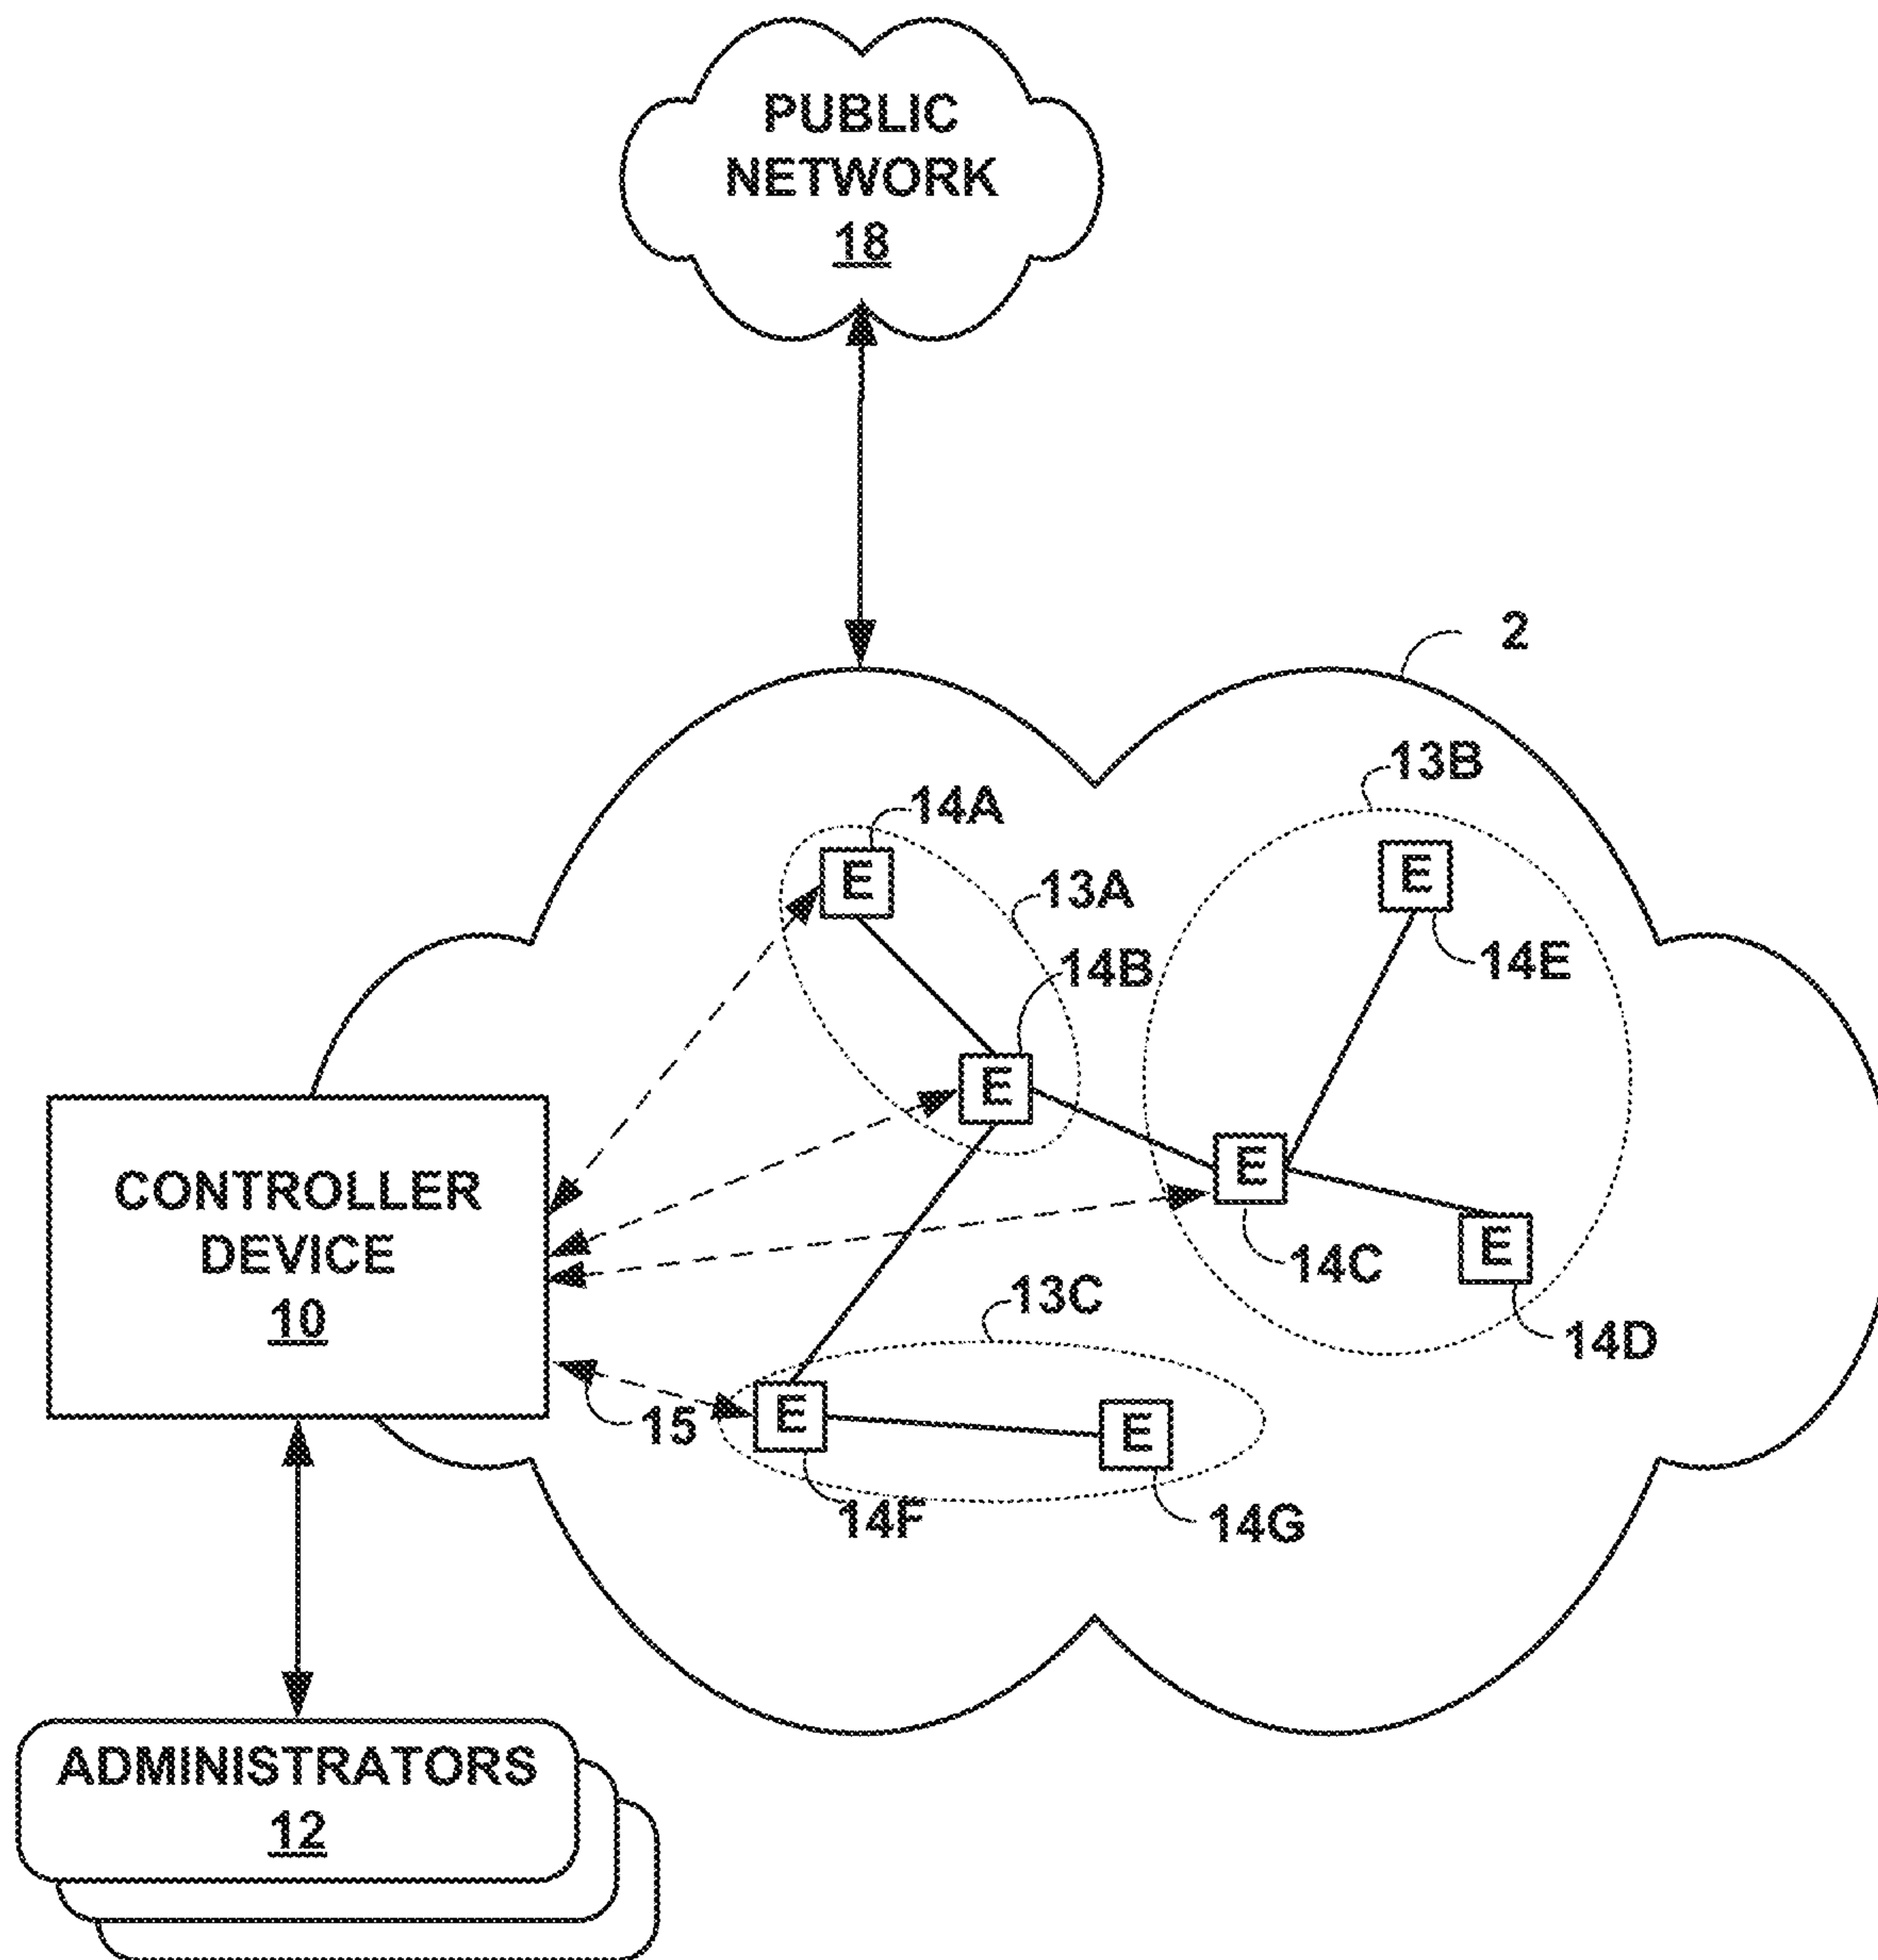 PUBLIC
NETWORK
18
2
13B
14A
E
E
13A
14E
14B
E
CONTROLLER
DEVICE
10
E
14C
E
13C
14D
15
E
E
14F
14G
ADMINISTRATORS
12